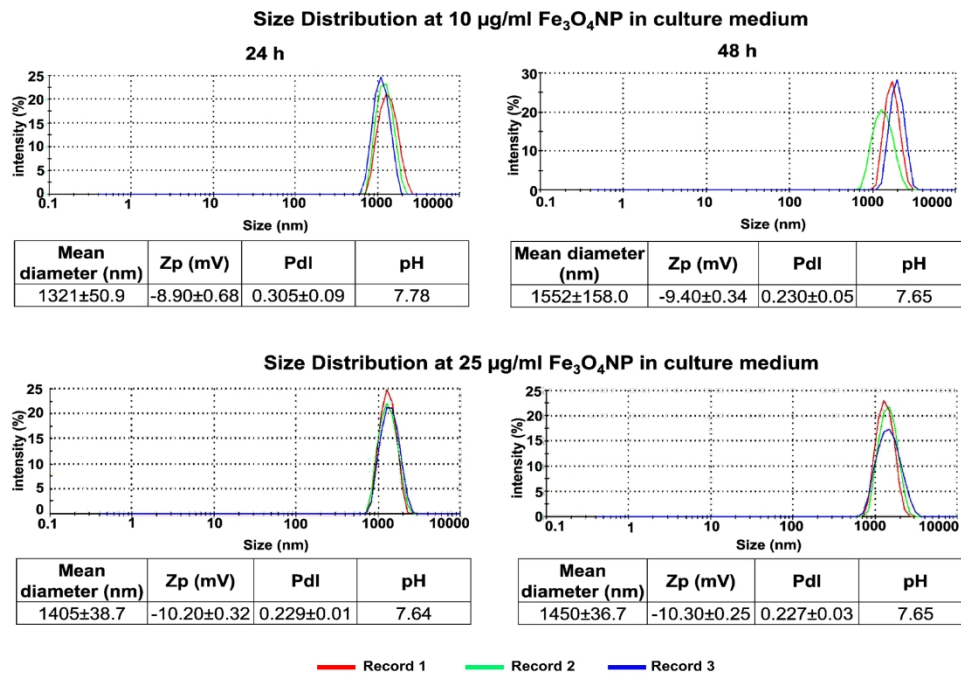 Size Distribution at 10 µg/ml Fe₃O₄NP in culture medium
24 h
25
20
15
10
5
0
intensity (%)
0.1 1 10 100 1000 10000
Size (nm)
Mean diameter (nm) Zp (mV) PdI pH
1321±50.9 -8.90±0.68 0.305±0.09 7.78
48 h
30
20
10
0
intensity (%)
0.1 1 10 100 1000 10000
Size (nm)
Mean diameter (nm) Zp (mV) PdI pH
1552±158.0 -9.40±0.34 0.230±0.05 7.65
Size Distribution at 25 µg/ml Fe₃O₄NP in culture medium
25
20
15
10
5
0
intensity (%)
0.1 1 10 100 1000 10000
Size (nm)
Mean diameter (nm) Zp (mV) PdI pH
1405±38.7 -10.20±0.32 0.229±0.01 7.64
25
20
15
10
5
0
intensity (%)
0.1 1 10 100 1000 10000
Size (nm)
Mean diameter (nm) Zp (mV) PdI pH
1450±36.7 -10.30±0.25 0.227±0.03 7.65
Record 1 Record 2 Record 3